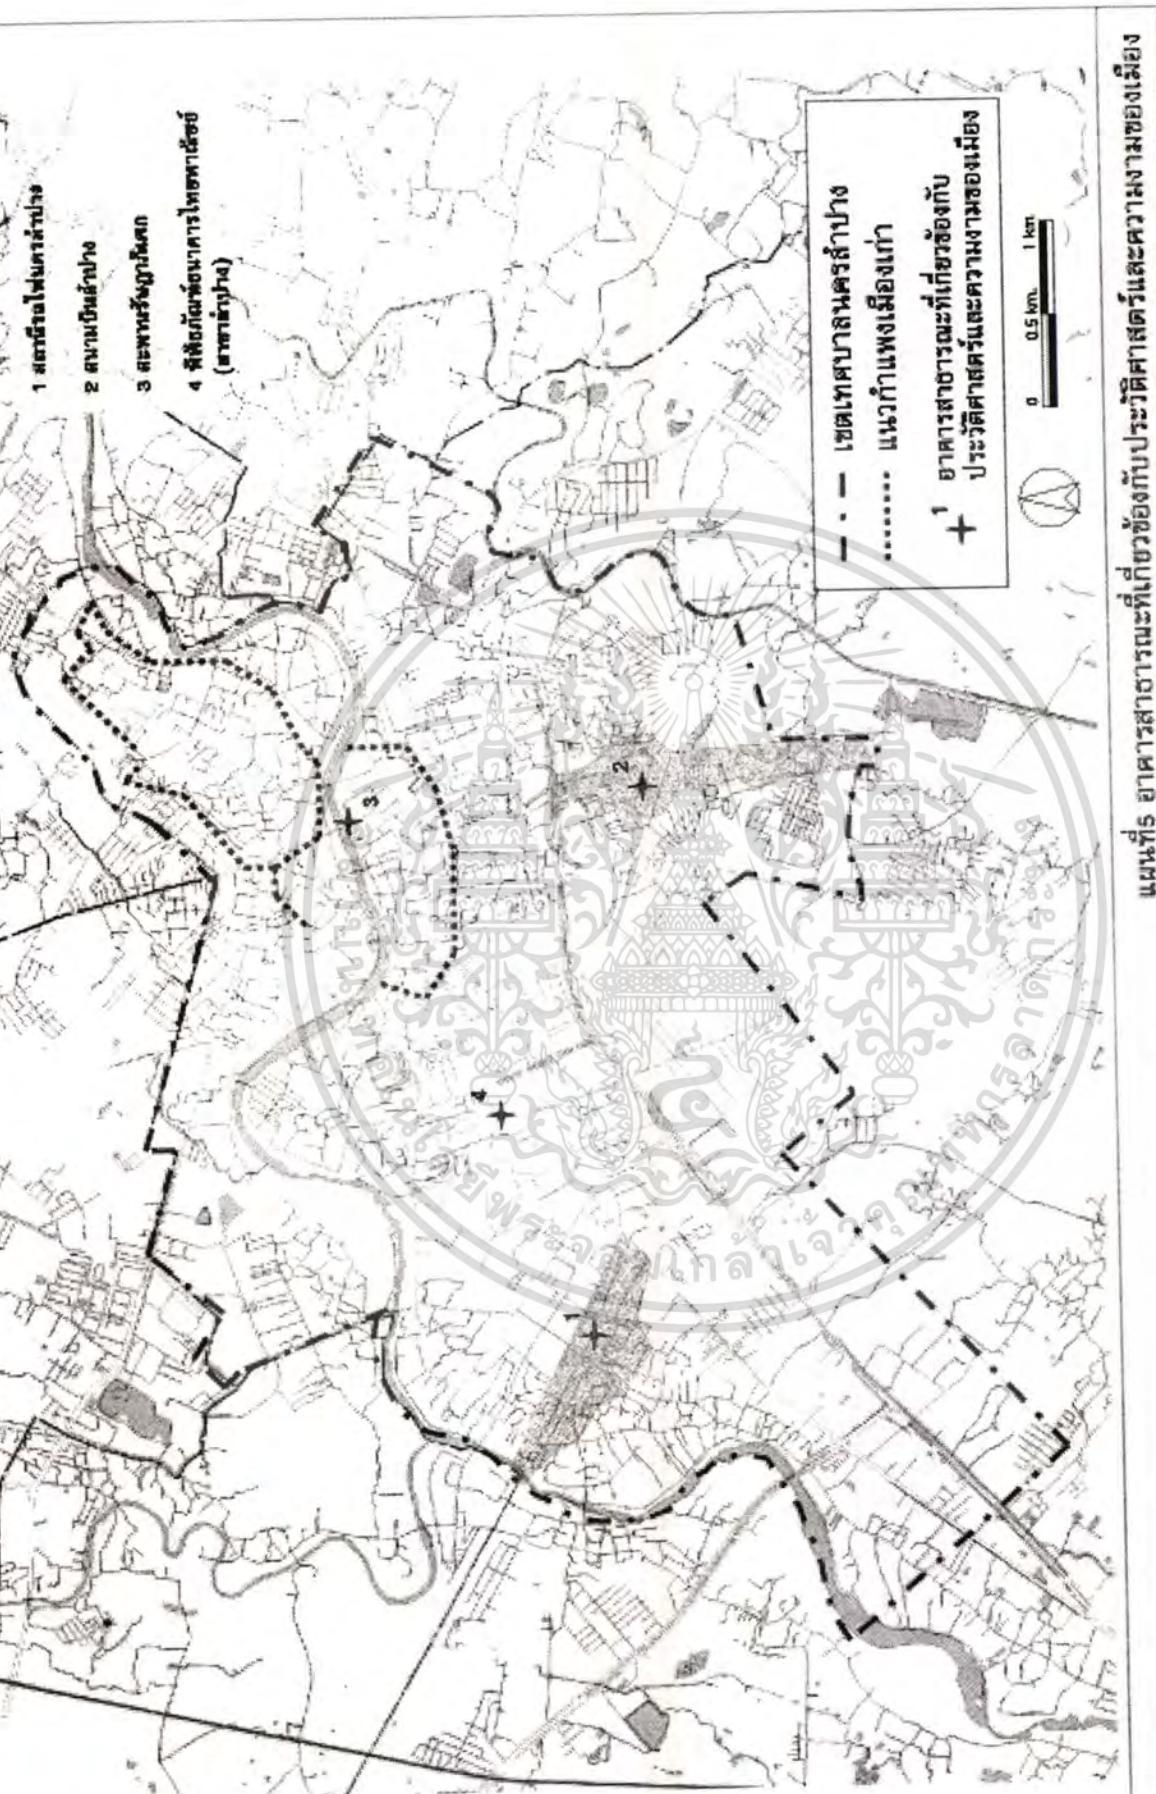 1 สถานีรถไฟนครลำปาง
2 สนามบินลำปาง
3 สะพานรัษฎาภิเศก
4 พิพิธภัณฑ์ธนาคารไทยพาณิชย์
(สาขาลำปาง)
3
2
4
1
เขตเทศบาลนครลำปาง
แนวกำแพงเมืองเก่า
1 อาคารสาธารณะที่เกี่ยวข้องกับ
ประวัติศาสตร์และความงามของเมือง
0 0.5 km. 1 km.
แผนที่5 อาคารสาธารณะที่เกี่ยวข้องกับประวัติศาสตร์และความงามของเมือง